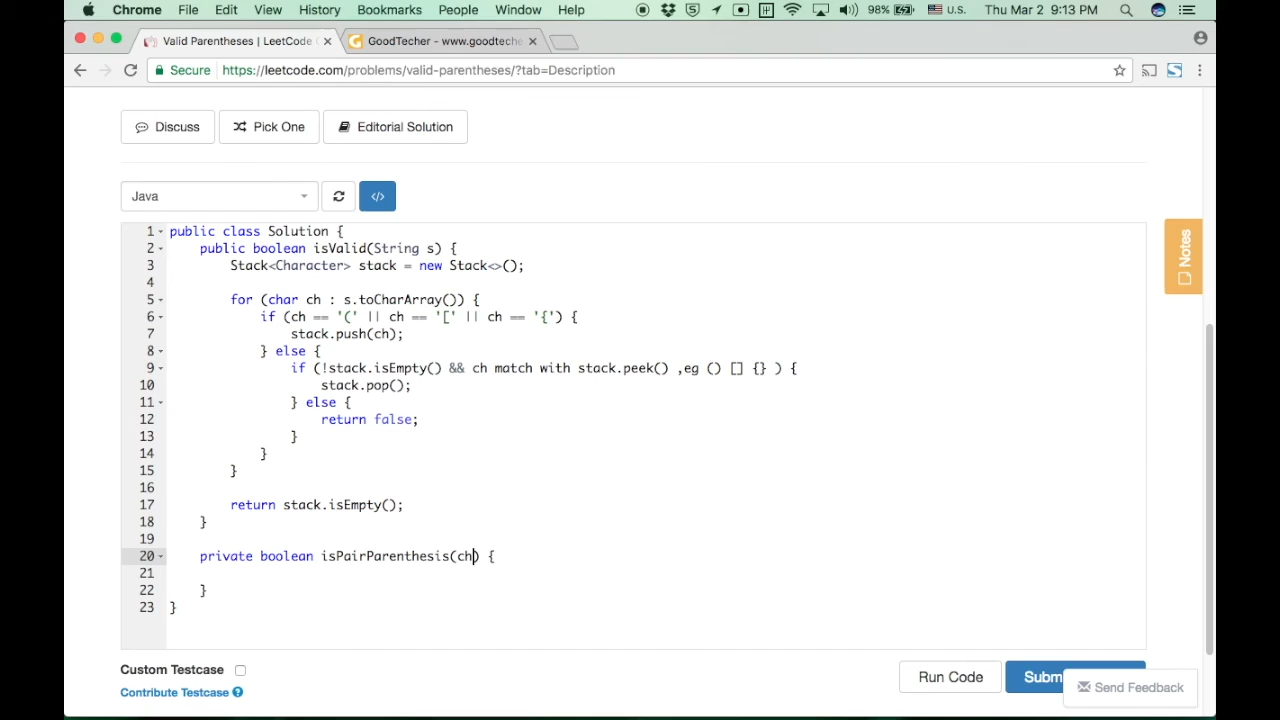 Chrome File Edit View History Bookmarks People Window Help 98% U.S. Thu Mar 2 9:13 PM
Valid Parentheses | LeetCode GoodTecher - www.goodteche
Secure https://leetcode.com/problems/valid-parentheses/?tab=Description
Discuss Pick One Editorial Solution
Java
Notes
1 public class Solution {
2 public boolean isValid(String s) {
3 Stack<Character> stack = new Stack<>();
4
5 for (char ch : s.toCharArray()) {
6 if (ch == '(' || ch == '[' || ch == '{') {
7 stack.push(ch);
8 } else {
9 if (!stack.isEmpty() && ch match with stack.peek() ,eg () [] {} ) {
10 stack.pop();
11 } else {
12 return false;
13 }
14 }
15 }
16
17 return stack.isEmpty();
18 }
19
20 private boolean isPairParenthesis(ch) {
21
22 }
23 }
Custom Testcase
Run Code Subm
Send Feedback
Contribute Testcase ?